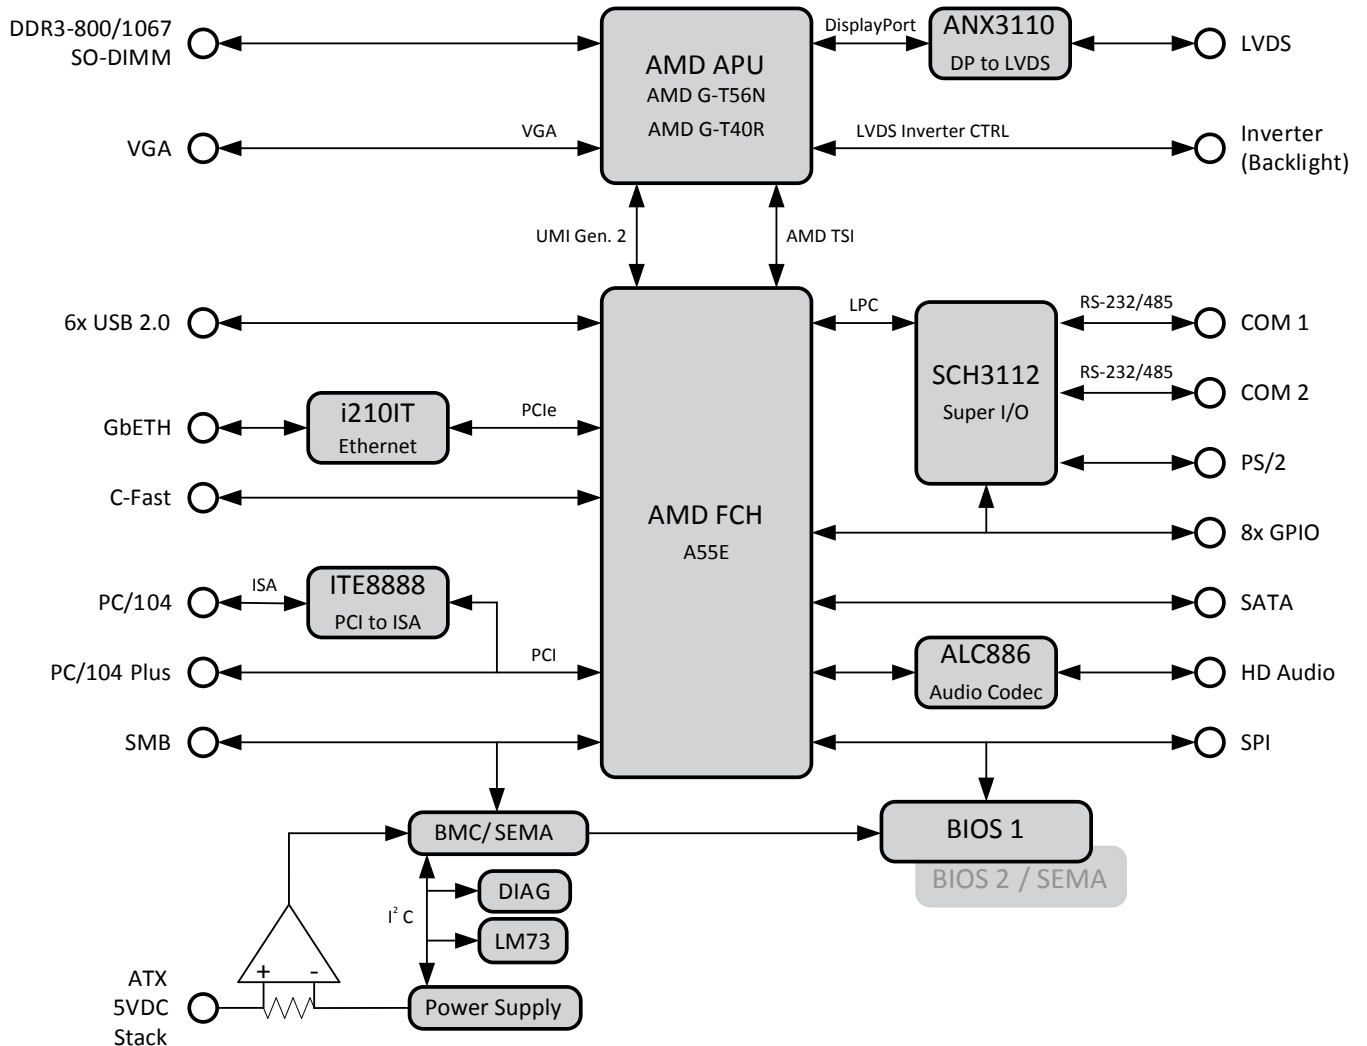 DDR3-800/1067
SO-DIMM
AMD APU
AMD G-T56N
AMD G-T40R
DisplayPort
ANX3110
DP to LVDS
LVDS
VGA
VGA
LVDS Inverter CTRL
Inverter
(Backlight)
UMI Gen. 2
AMD TSI
6x USB 2.0
LPC
RS-232/485
COM 1
SCH3112
Super I/O
RS-232/485
COM 2
GbETH
i210IT
Ethernet
PCIe
PS/2
C-Fast
AMD FCH
A55E
8x GPIO
PC/104
ISA
ITE8888
PCI to ISA
SATA
PC/104 Plus
PCI
ALC886
Audio Codec
HD Audio
SMB
SPI
BMC/ SEMA
BIOS 1
BIOS 2 / SEMA
DIAG
I² C
LM73
+ -
ATX
5VDC
Stack
Power Supply